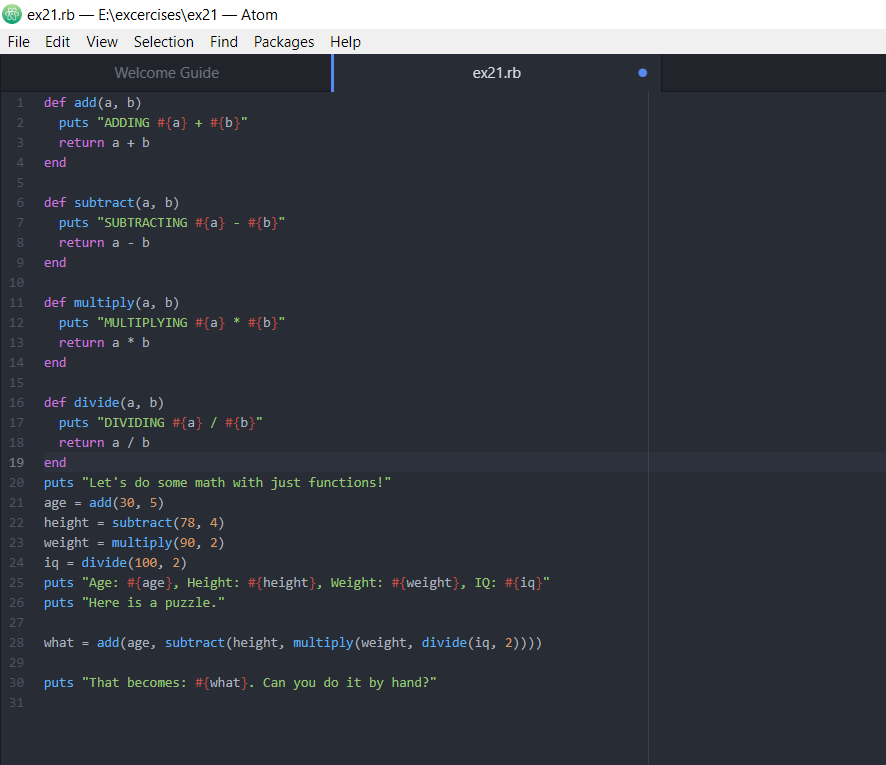 ex21.rb — E:\excercises\ex21 — Atom
File Edit View Selection Find Packages Help
Welcome Guide ex21.rb
1 def add(a, b)
2   puts "ADDING #{a} + #{b}"
3   return a + b
4 end
5
6 def subtract(a, b)
7   puts "SUBTRACTING #{a} - #{b}"
8   return a - b
9 end
10
11 def multiply(a, b)
12   puts "MULTIPLYING #{a} * #{b}"
13   return a * b
14 end
15
16 def divide(a, b)
17   puts "DIVIDING #{a} / #{b}"
18   return a / b
19 end
20 puts "Let's do some math with just functions!"
21 age = add(30, 5)
22 height = subtract(78, 4)
23 weight = multiply(90, 2)
24 iq = divide(100, 2)
25 puts "Age: #{age}, Height: #{height}, Weight: #{weight}, IQ: #{iq}"
26 puts "Here is a puzzle."
27
28 what = add(age, subtract(height, multiply(weight, divide(iq, 2))))
29
30 puts "That becomes: #{what}. Can you do it by hand?"
31